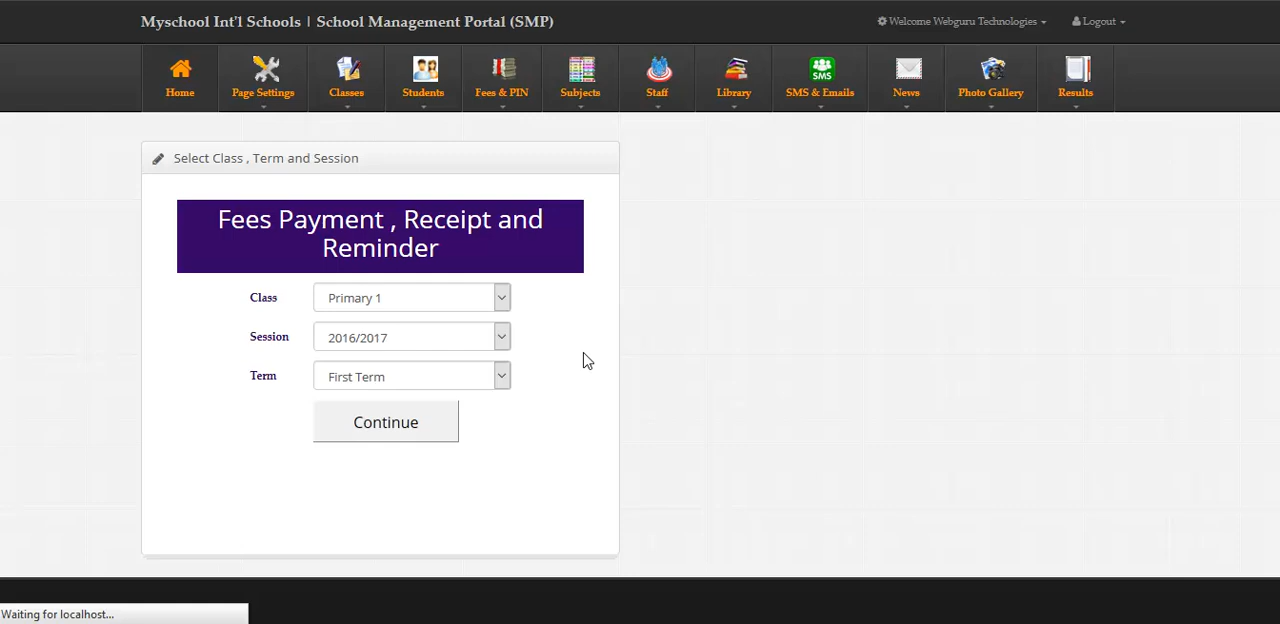 Myschool Int'l Schools | School Management Portal (SMP)
Welcome Webguru Technologies
Logout
Home
Page Settings
Classes
Students
Fees & PIN
Subjects
Staff
Library
SMS
SMS & Emails
News
Photo Gallery
Results
Select Class , Term and Session
Fees Payment , Receipt and
Reminder
Class
Primary 1
Session
2016/2017
Term
First Term
Continue
Waiting for localhost...